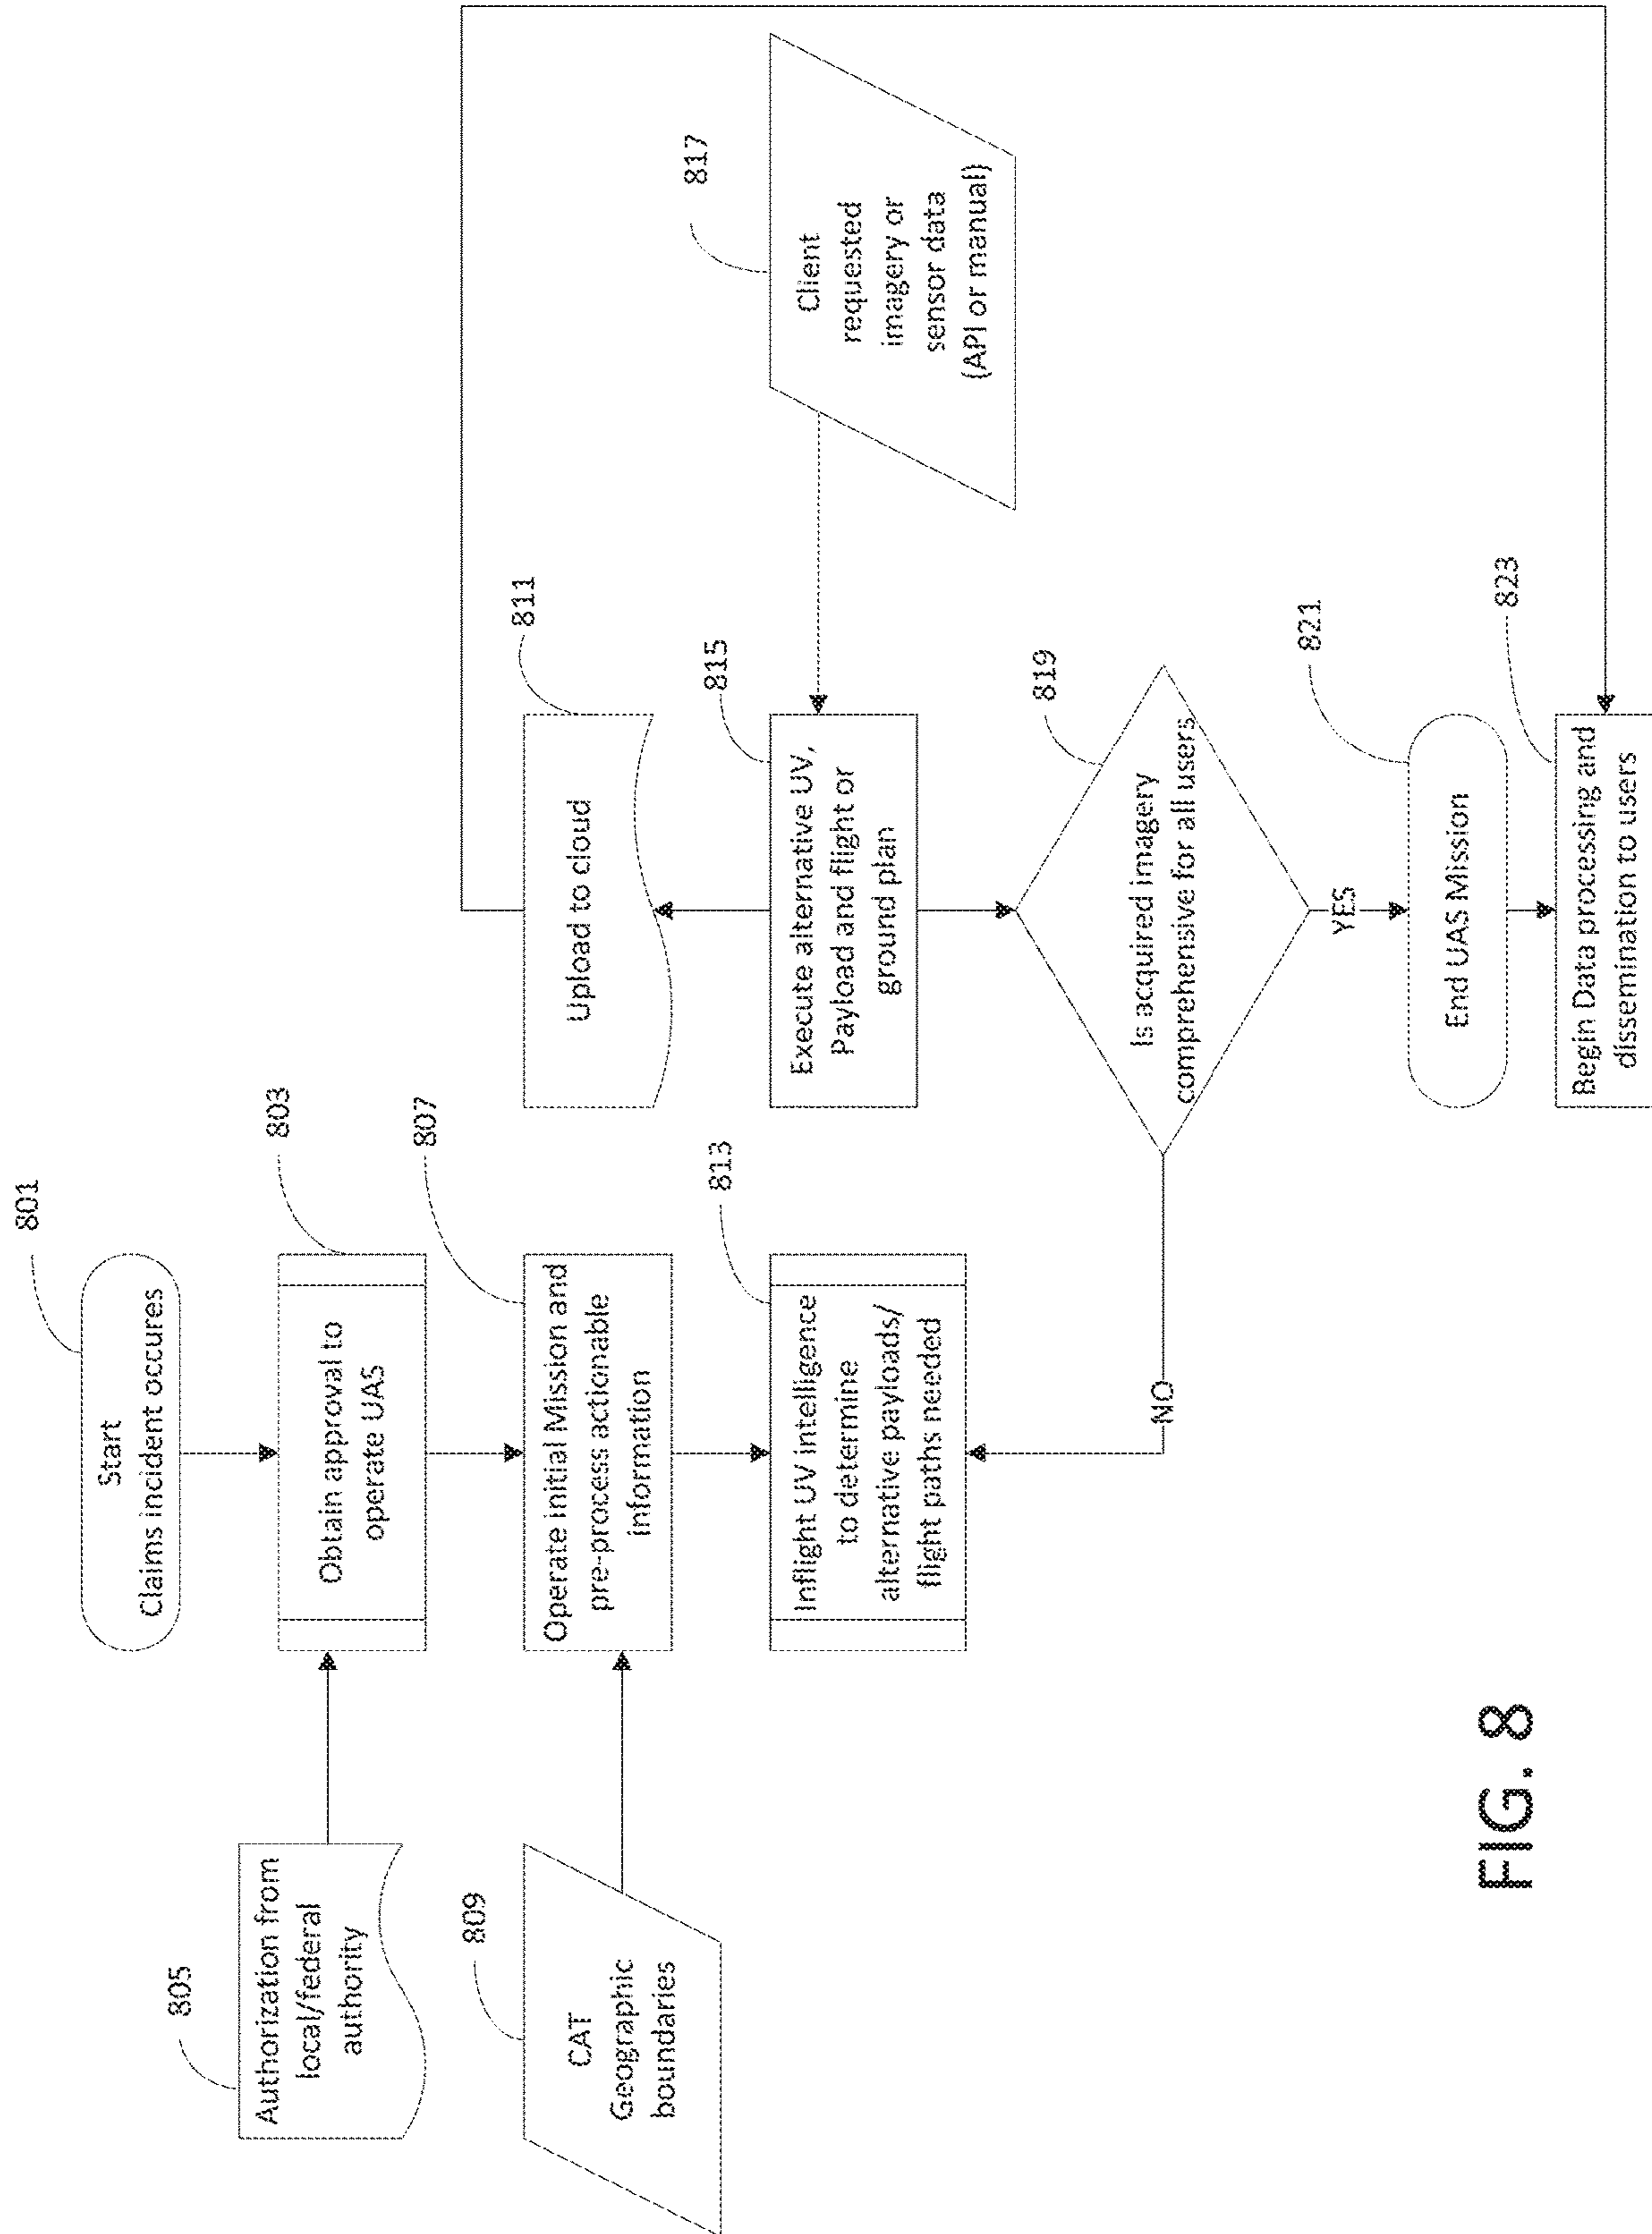 801
Start
Claims incident occures
803
Obtain approval to
operate UAS
805
Authorization from
local/federal
authority
807
Operate initial Mission and
pre-process actionable
information
809
CAT
Geographic
boundaries
813
Inflight UV intelligence
to determine
alternative payloads/
flight paths needed
811
Upload to cloud
815
Execute alternative UV,
Payload and flight or
ground plan
817
Client
requested
imagery or
sensor data
(API or manual)
819
Is acquired imagery
comprehensive for all users
NO
YES
821
End UAS Mission
823
Begin Data processing and
dissemination to users
FIG. 8